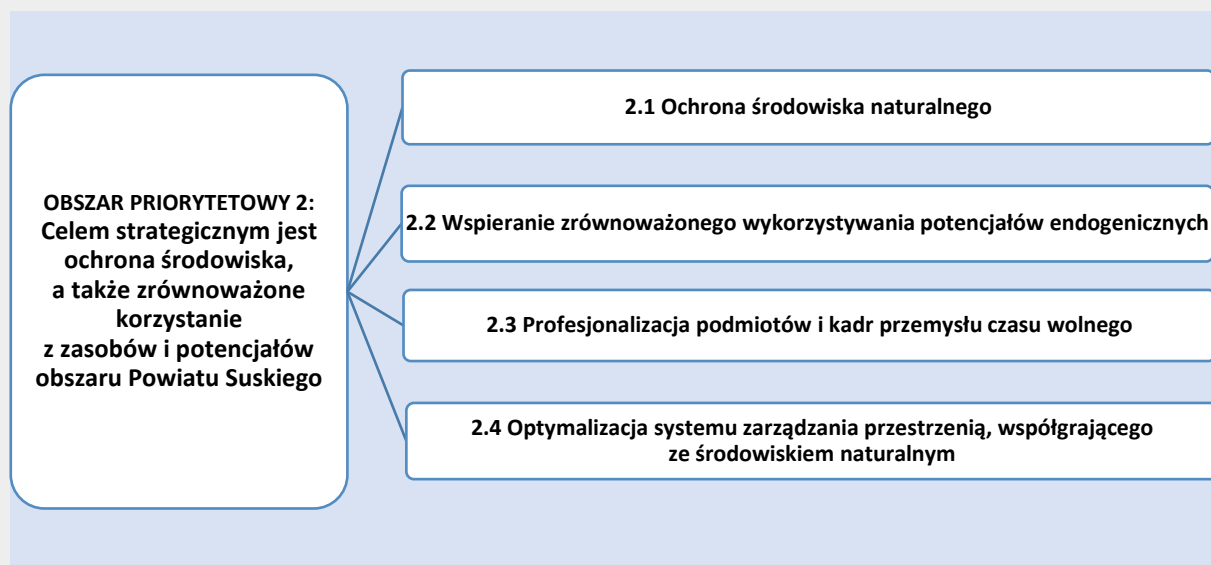 OBSZAR PRIORYTETOWY 2:
Celem strategicznym jest
ochrona środowiska,
a także zrównoważone
korzystanie
z zasobów i potencjałów
obszaru Powiatu Suskiego
2.1 Ochrona środowiska naturalnego
2.2 Wspieranie zrównoważonego wykorzystywania potencjałów endogenicznych
2.3 Profesjonalizacja podmiotów i kadr przemysłu czasu wolnego
2.4 Optymalizacja systemu zarządzania przestrzenią, współgrającego
ze środowiskiem naturalnym